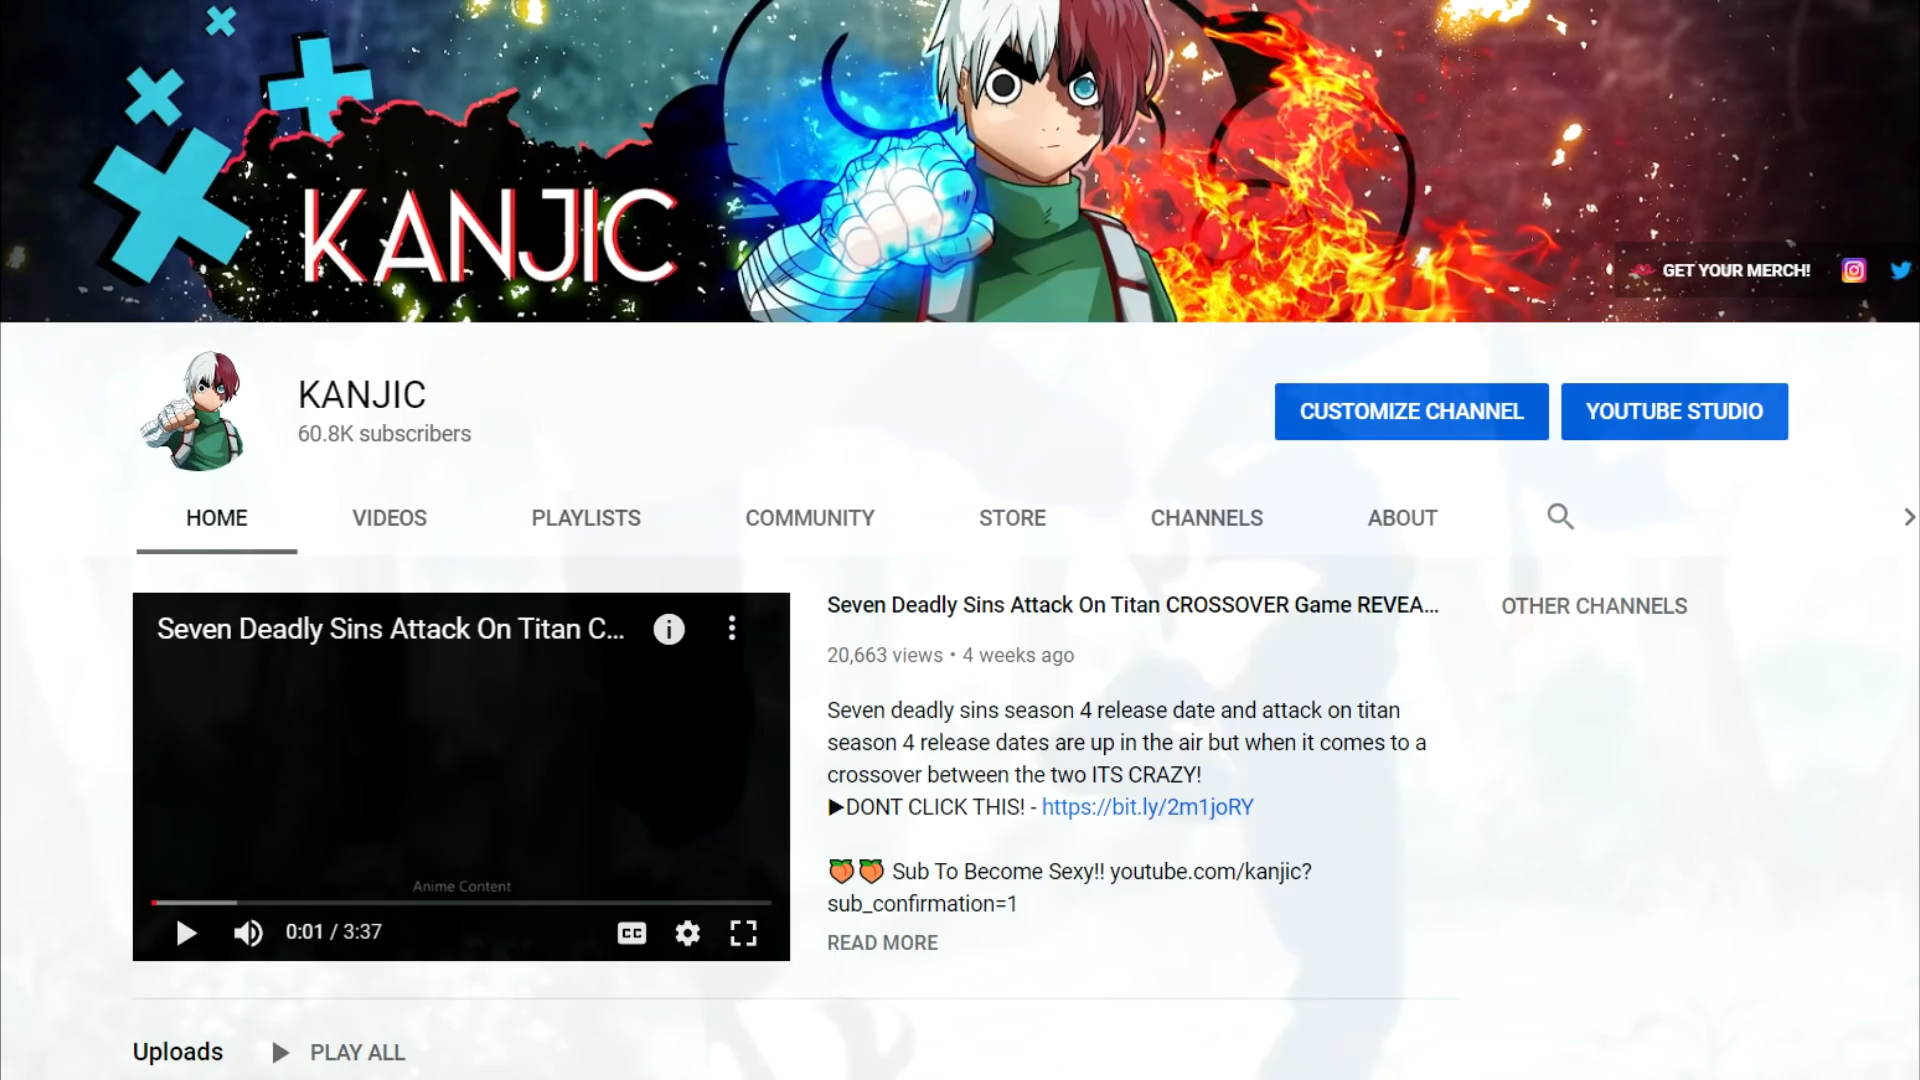 KANJIC
GET YOUR MERCH!
KANJIC
60.8K subscribers
CUSTOMIZE CHANNEL
YOUTUBE STUDIO
HOME VIDEOS PLAYLISTS COMMUNITY STORE CHANNELS ABOUT
Seven Deadly Sins Attack On Titan C...
Anime Content
0:01 / 3:37
CC
Seven Deadly Sins Attack On Titan CROSSOVER Game REVEA...
20,663 views • 4 weeks ago
Seven deadly sins season 4 release date and attack on titan
season 4 release dates are up in the air but when it comes to a
crossover between the two ITS CRAZY!
▶DONT CLICK THIS! - https://bit.ly/2m1joRY
🍑🍑 Sub To Become Sexy!! youtube.com/kanjic?
sub_confirmation=1
READ MORE
OTHER CHANNELS
Uploads
PLAY ALL